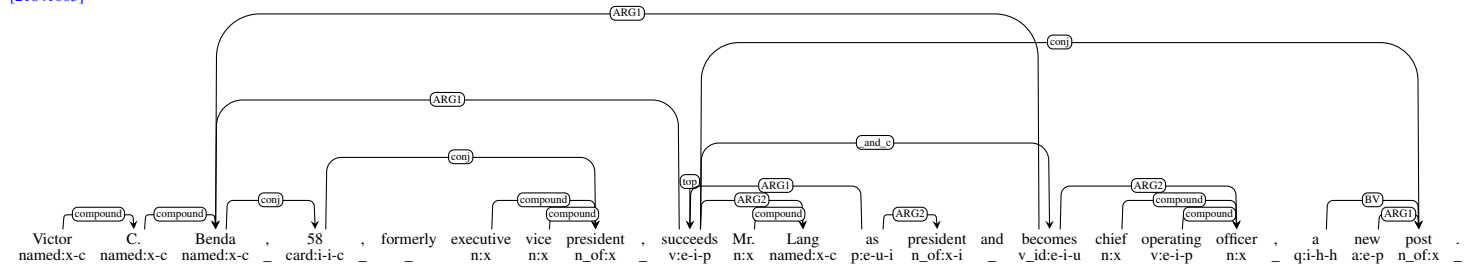 ARG1
conj
ARG1
_and_c
conj
top
ARG1
compound
ARG2
ARG2
compound
compound
conj
compound
compound
ARG2
compound
BV
compound
ARG1
Victor C. Benda , 58 , formerly executive vice president , succeeds Mr. Lang as president and becomes chief operating officer , a new post .
named:x-c named:x-c named:x-c _ card:i-i-c _ _ n:x n:x n_of:x _ v:e-i-p n:x named:x-c p:e-u-i n_of:x-i _ v_id:e-i-u n:x v:e-i-p n:x _ q:i-h-h a:e-p n_of:x _